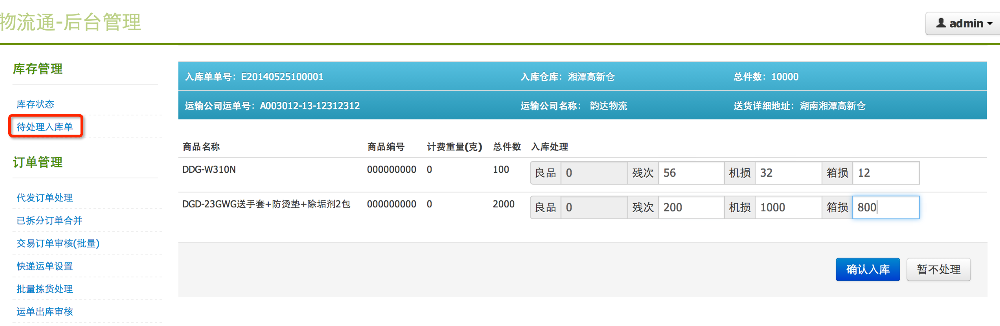 物流通-后台管理
admin
库存管理
库存状态
待处理入库单
订单管理
代发订单处理
已拆分订单合并
交易订单审核(批量)
快递运单设置
批量拣货处理
运单出库审核
入库单单号：E20140525100001 入库仓库：湘潭高新仓 总件数：10000
运输公司运单号：A003012-13-12312312 运输公司名称： 韵达物流 送货详细地址：湖南湘潭高新仓
商品名称 商品编号 计费重量(克) 总件数 入库处理
DDG-W310N 000000000 0 100 良品 0 残次 56 机损 32 箱损 12
DGD-23GWG送手套+防烫垫+除垢剂2包 000000000 0 2000 良品 0 残次 200 机损 1000 箱损 800
确认入库 暂不处理